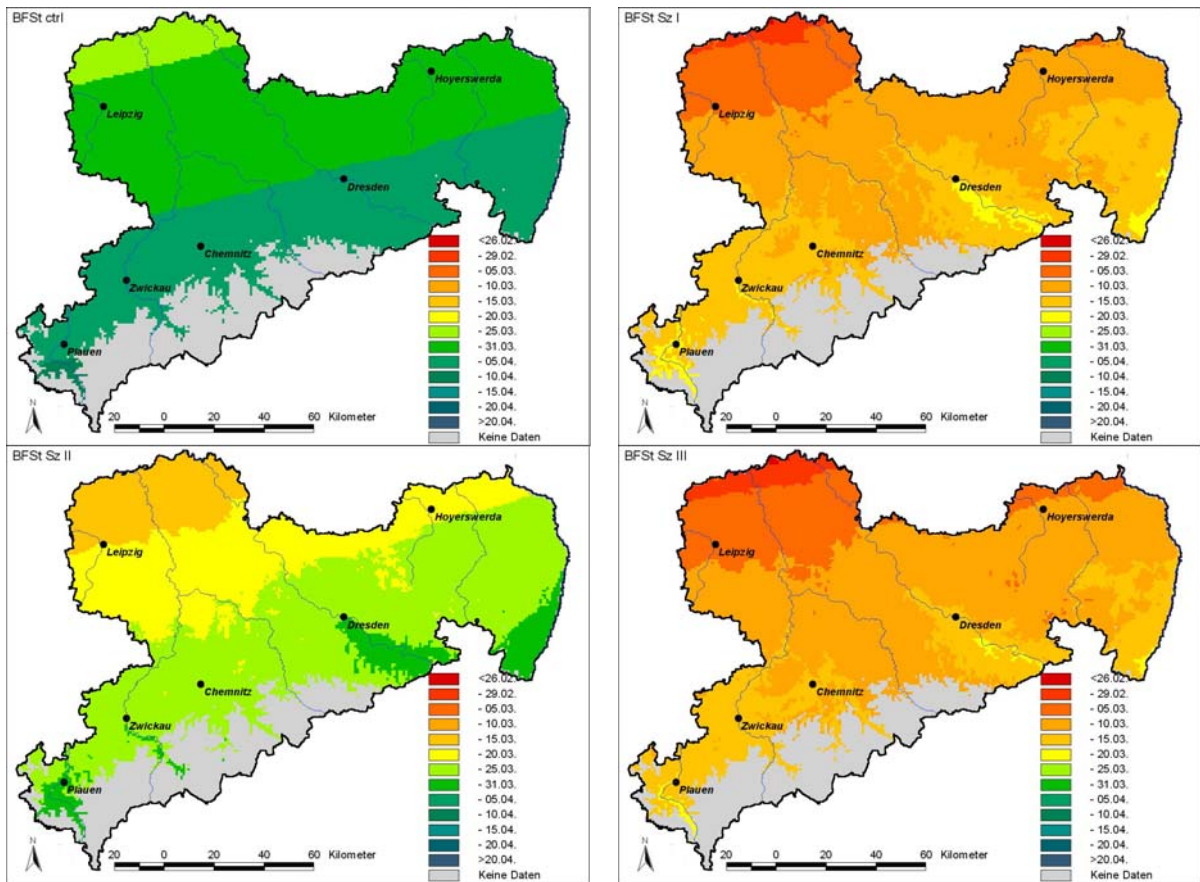 BFSt ctrl
Hoyerswerda
Leipzig
Dresden
Chemnitz
Zwickau
Plauen
<26.02.
- 29.02.
- 05.03.
- 10.03.
- 15.03.
- 20.03.
- 25.03.
- 31.03.
- 05.04.
- 10.04.
- 15.04.
- 20.04.
>20.04.
Keine Daten
N
20 0 20 40 60 Kilometer
BFSt Sz I
Hoyerswerda
Leipzig
Dresden
Chemnitz
Zwickau
Plauen
<26.02.
- 29.02.
- 05.03.
- 10.03.
- 15.03.
- 20.03.
- 25.03.
- 31.03.
- 05.04.
- 10.04.
- 15.04.
- 20.04.
>20.04.
Keine Daten
N
20 0 20 40 60 Kilometer
BFSt Sz II
Hoyerswerda
Leipzig
Dresden
Chemnitz
Zwickau
Plauen
<26.02.
- 29.02.
- 05.03.
- 10.03.
- 15.03.
- 20.03.
- 25.03.
- 31.03.
- 05.04.
- 10.04.
- 15.04.
- 20.04.
>20.04.
Keine Daten
N
20 0 20 40 60 Kilometer
BFSt Sz III
Hoyerswerda
Leipzig
Dresden
Chemnitz
Zwickau
Plauen
<26.02.
- 29.02.
- 05.03.
- 10.03.
- 15.03.
- 20.03.
- 25.03.
- 31.03.
- 05.04.
- 10.04.
- 15.04.
- 20.04.
>20.04.
Keine Daten
N
20 0 20 40 60 Kilometer